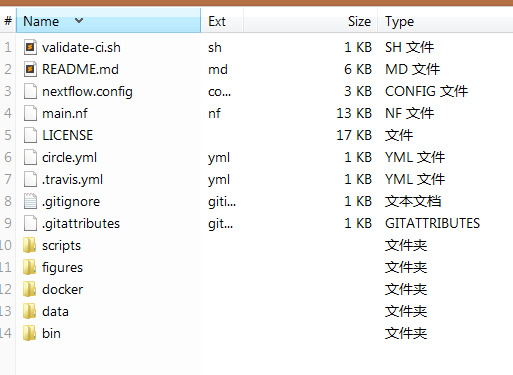 # Name Ext Size Type
1 validate-ci.sh sh 1 KB SH 文件
2 README.md md 6 KB MD 文件
3 nextflow.config co... 3 KB CONFIG 文件
4 main.nf nf 13 KB NF 文件
5 LICENSE 17 KB 文件
6 circle.yml yml 1 KB YML 文件
7 .travis.yml yml 1 KB YML 文件
8 .gitignore giti... 1 KB 文本文档
9 .gitattributes git... 1 KB GITATTRIBUTES
10 scripts 文件夹
11 figures 文件夹
12 docker 文件夹
13 data 文件夹
14 bin 文件夹